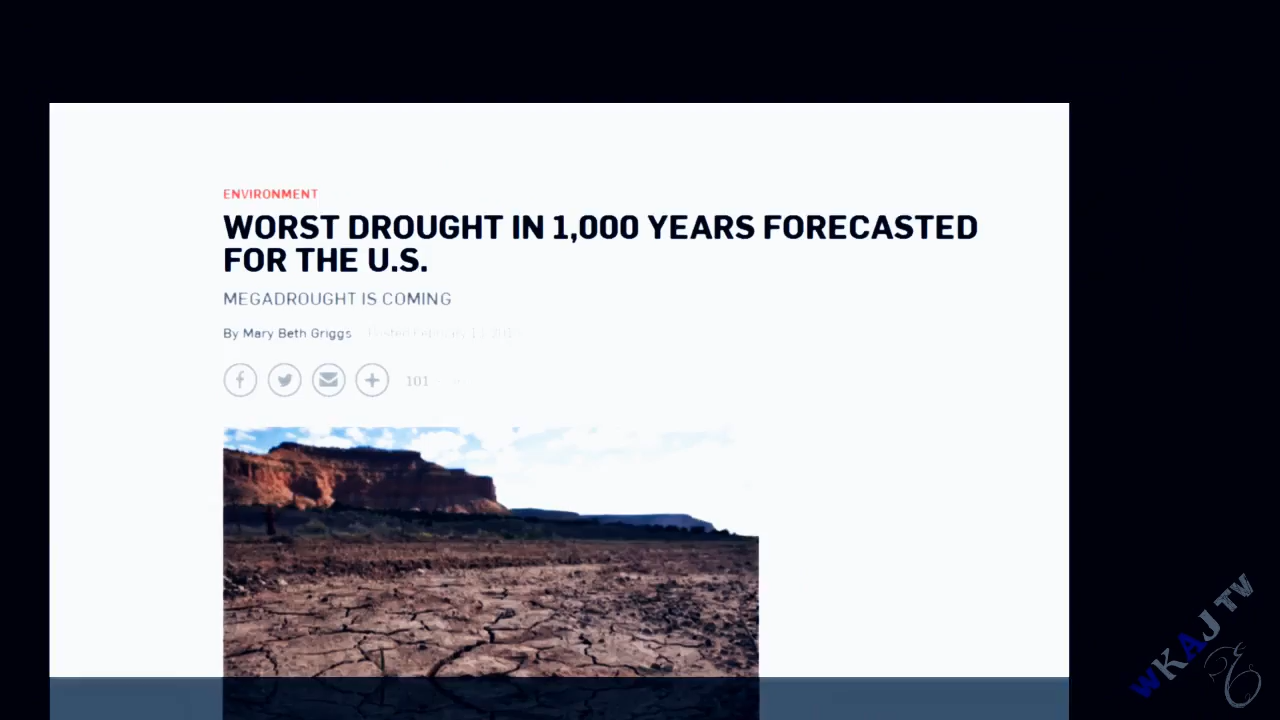 ENVIRONMENT
WORST DROUGHT IN 1,000 YEARS FORECASTED
FOR THE U.S.
MEGADROUGHT IS COMING
By Mary Beth Griggs
101
WKAJ TV